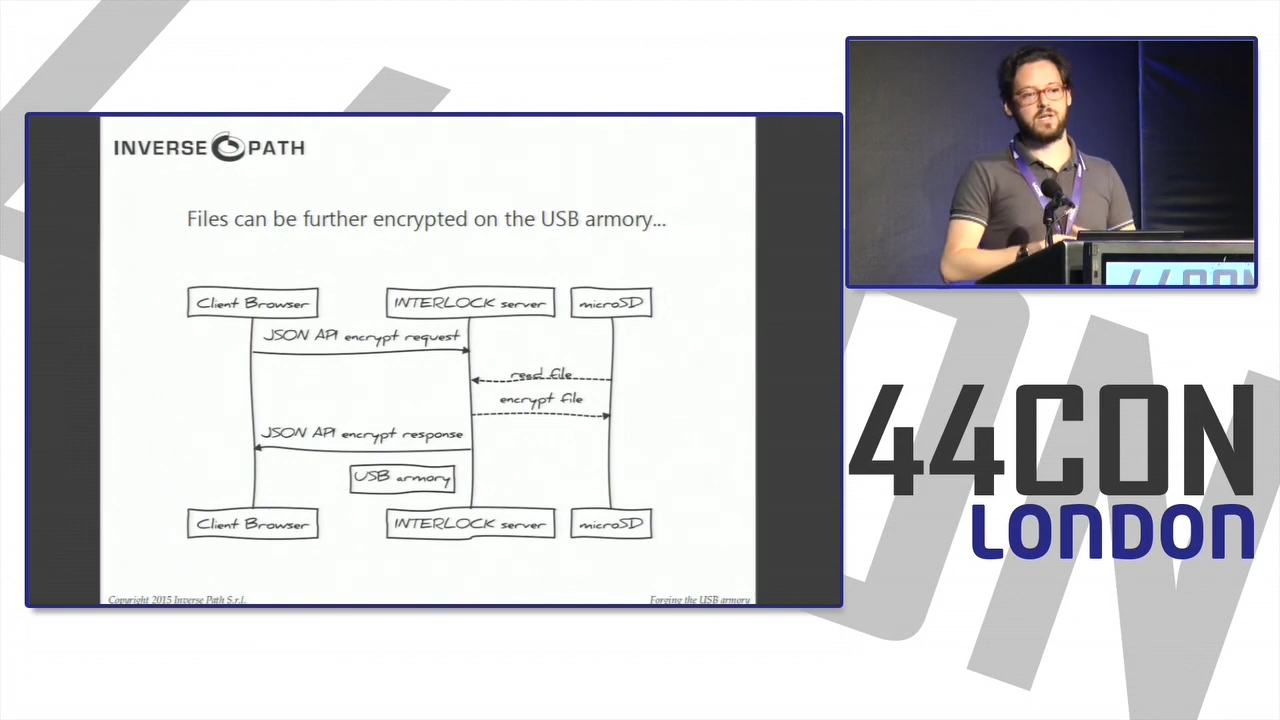 INVERSE PATH
Files can be further encrypted on the USB armory...
Client Browser
INTERLOCK server
microSD
JSON API encrypt request
read file
encrypt file
JSON API encrypt response
USB armory
Client Browser
INTERLOCK server
microSD
Copyright 2015 Inverse Path S.r.l.
Forging the USB armory
44CON
44CON
LONDON